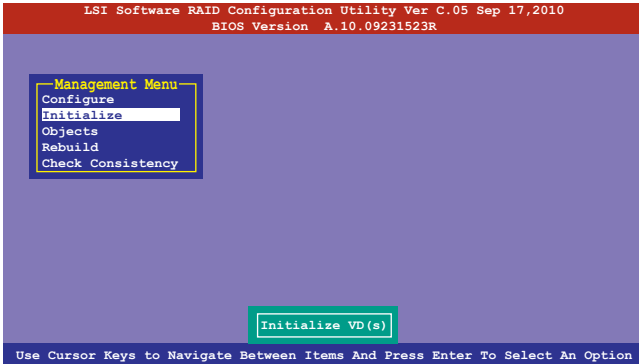 LSI Software RAID Configuration Utility Ver C.05 Sep 17,2010
BIOS Version A.10.09231523R
Management Menu
Configure
Initialize
Objects
Rebuild
Check Consistency
Initialize VD(s)
Use Cursor Keys to Navigate Between Items And Press Enter To Select An Option